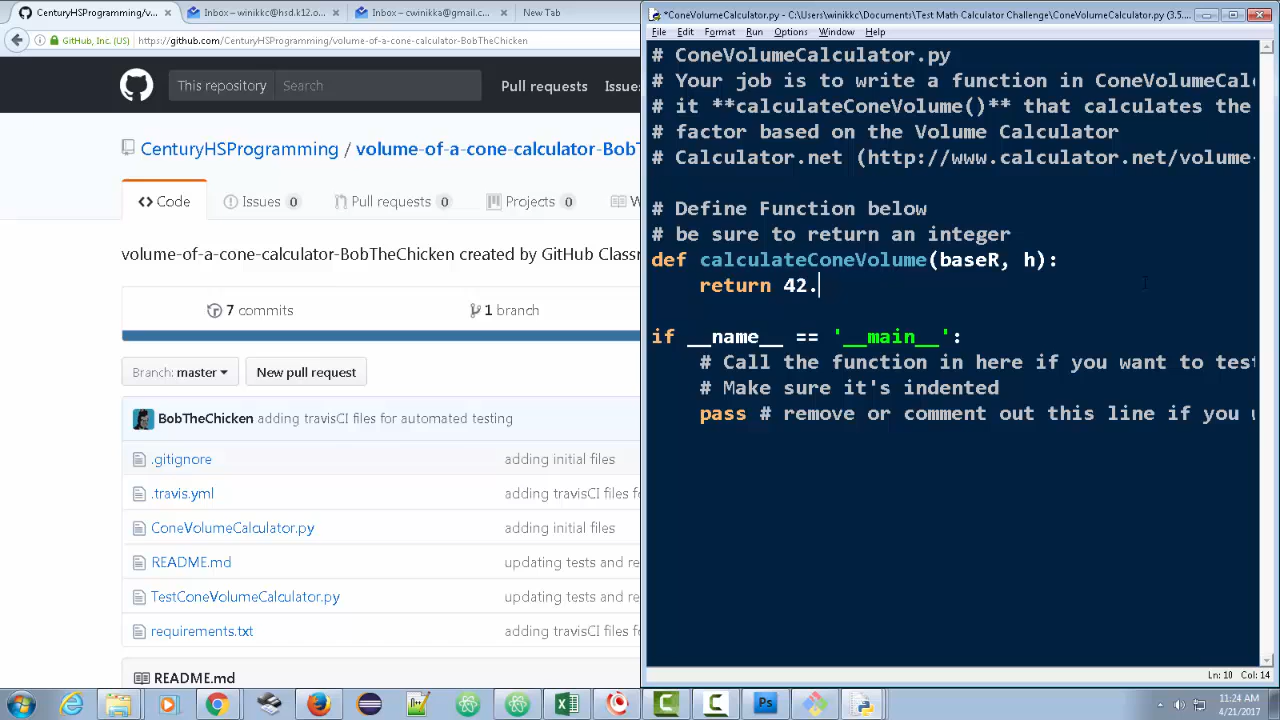 CenturyHSProgramming/v...
Inbox – winikkc@hsd.k12.o...
Inbox – cwinikka@gmail.c...
New Tab
GitHub, Inc. (US)
https://github.com/CenturyHSProgramming/volume-of-a-cone-calculator-BobTheChicken
This repository
Search
Pull requests
Issues
CenturyHSProgramming / volume-of-a-cone-calculator-BobT
Code
Issues 0
Pull requests 0
Projects 0
volume-of-a-cone-calculator-BobTheChicken created by GitHub Classr
7 commits
1 branch
Branch: master
New pull request
BobTheChicken adding travisCI files for automated testing
.gitignore adding initial files
.travis.yml adding travisCI files fo
ConeVolumeCalculator.py adding initial files
README.md updating tests and re
TestConeVolumeCalculator.py updating tests and re
requirements.txt adding travisCI files fo
README.md
*ConeVolumeCalculator.py - C:\Users\winikkc\Documents\Test Math Calculator Challenge\ConeVolumeCalculator.py (3.5....
File Edit Format Run Options Window Help
# ConeVolumeCalculator.py
# Your job is to write a function in ConeVolumeCal
# it **calculateConeVolume()** that calculates the
# factor based on the Volume Calculator
# Calculator.net (http://www.calculator.net/volume-
# Define Function below
# be sure to return an integer
def calculateConeVolume(baseR, h):
return 42.
if __name__ == '__main__':
# Call the function in here if you want to tes
# Make sure it's indented
pass # remove or comment out this line if you
Ln: 10 Col: 14
11:24 AM
4/21/2017